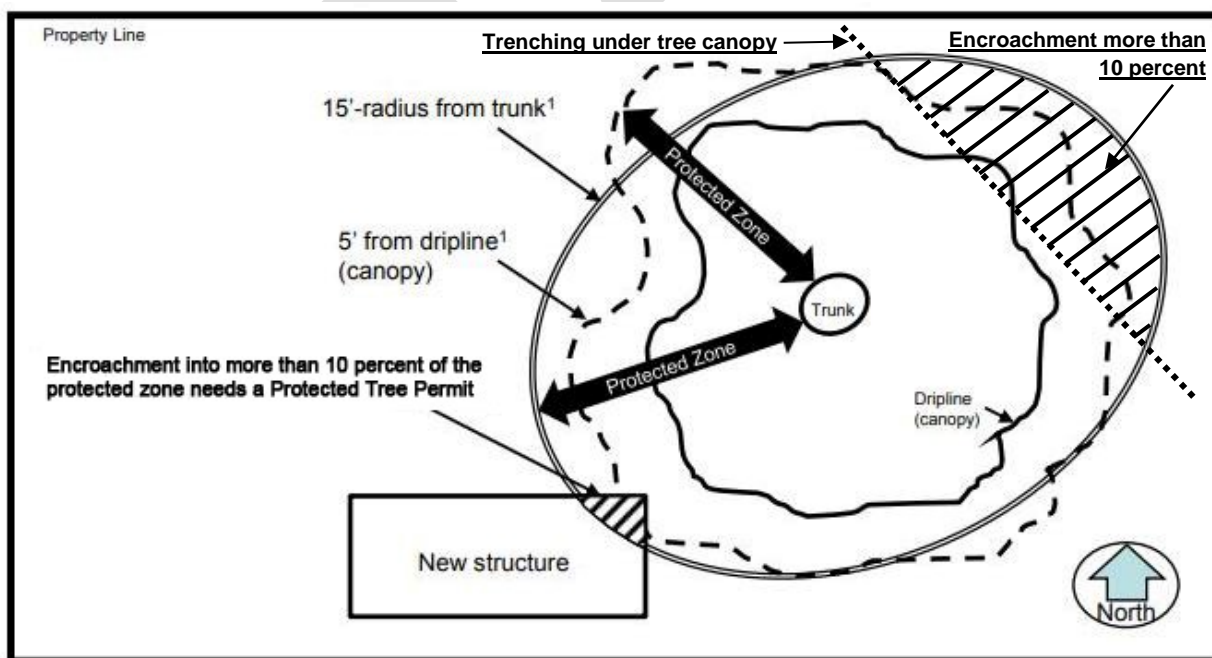 Property Line
Trenching under tree canopy
Encroachment more than
10 percent
15'-radius from trunk¹
Protected Zone
5' from dripline¹
(canopy)
Trunk
Protected Zone
Encroachment into more than 10 percent of the
protected zone needs a Protected Tree Permit
Dripline
(canopy)
New structure
North